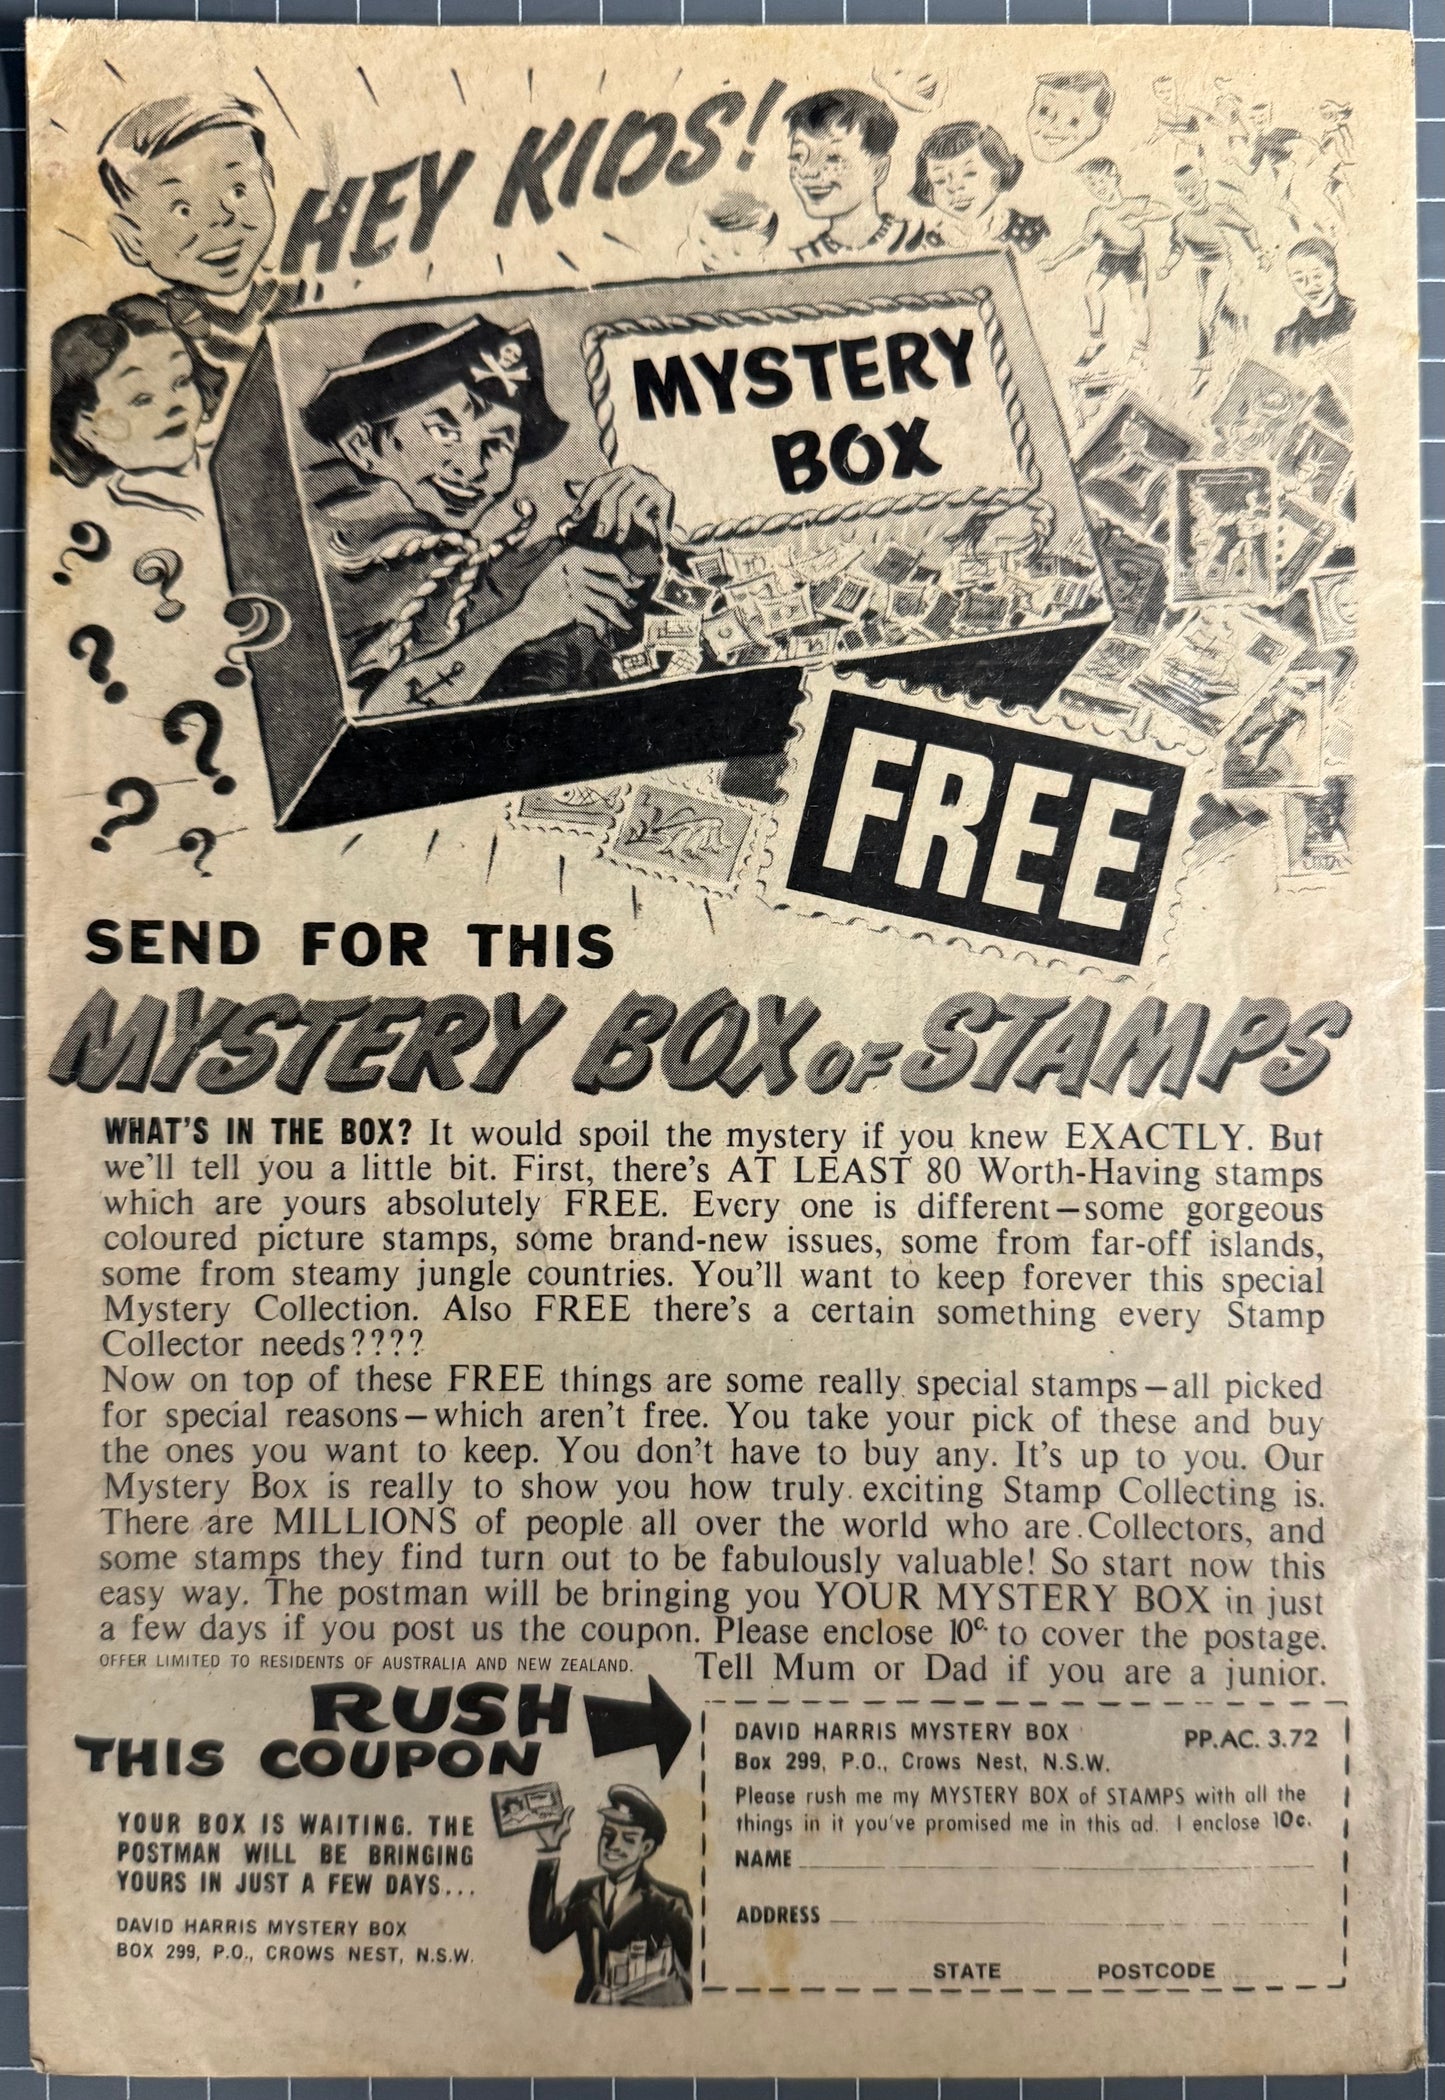 HEY KIDS!
MYSTERY
BOX
FREE
SEND FOR THIS
MYSTERY BOX OF STAMPS
WHAT'S IN THE BOX? It would spoil the mystery if you knew EXACTLY. But
we'll tell you a little bit. First, there's AT LEAST 80 Worth-Having stamps
which are yours absolutely FREE. Every one is different—some gorgeous
coloured picture stamps, some brand-new issues, some from far-off islands,
some from steamy jungle countries. You'll want to keep forever this special
Mystery Collection. Also FREE there's a certain something every Stamp
Collector needs????
Now on top of these FREE things are some really special stamps—all picked
for special reasons—which aren't free. You take your pick of these and buy
the ones you want to keep. You don't have to buy any. It's up to you. Our
Mystery Box is really to show you how truly exciting Stamp Collecting is.
There are MILLIONS of people all over the world who are Collectors, and
some stamps they find turn out to be fabulously valuable! So start now this
easy way. The postman will be bringing you YOUR MYSTERY BOX in just
a few days if you post us the coupon. Please enclose 10c. to cover the postage.
OFFER LIMITED TO RESIDENTS OF AUSTRALIA AND NEW ZEALAND.
Tell Mum or Dad if you are a junior.
RUSH
THIS COUPON
YOUR BOX IS WAITING. THE
POSTMAN WILL BE BRINGING
YOURS IN JUST A FEW DAYS...
DAVID HARRIS MYSTERY BOX
BOX 299, P.O., CROWS NEST, N.S.W.
DAVID HARRIS MYSTERY BOX PP.AC. 3.72
Box 299, P.O., Crows Nest, N.S.W.
Please rush me my MYSTERY BOX of STAMPS with all the
things in it you've promised me in this ad. I enclose 10c.
NAME
ADDRESS
STATE POSTCODE